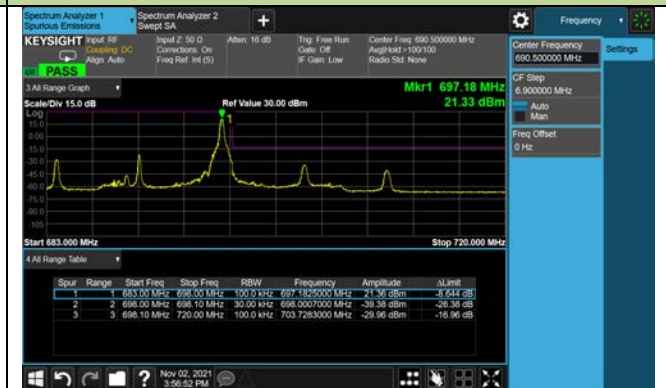 Spectrum Analyzer 1
Spurious Emissions
Spectrum Analyzer 2
Swept SA
Frequency
KEYSIGHT
Input: RF
Coupling: DC
Align: Auto
Input Z: 50 Ω
Corrections: On
Freq Ref: Int (S)
Atten: 16 dB
Trig: Free Run
Gate: Off
IF Gain: Low
Center Freq: 690.500000 MHz
Avg|Hold:>100/100
Radio Std: None
PASS
Center Frequency
690.500000 MHz
Settings
CF Step
6.900000 MHz
Auto
Man
Freq Offset
0 Hz
3 All Range Graph
Mkr1 697.18 MHz
21.33 dBm
Scale/Div 15.0 dB
Ref Value 30.00 dBm
Log
15.0
0.00
-15.0
-30.0
-45.0
-60.0
-75.0
-90.0
-105
1
Start 683.000 MHz
Stop 720.000 MHz
4 All Range Table
Spur Range Start Freq Stop Freq RBW Frequency Amplitude ΔLimit
1 1 683.00 MHz 698.00 MHz 100.0 kHz 697.1825000 MHz 21.36 dBm -8.644 dB
2 2 698.00 MHz 698.10 MHz 30.00 kHz 698.0007000 MHz -39.38 dBm -26.38 dB
3 3 698.10 MHz 720.00 MHz 100.0 kHz 703.7283000 MHz -29.96 dBm -16.96 dB
Nov 02, 2021
3:56:52 PM